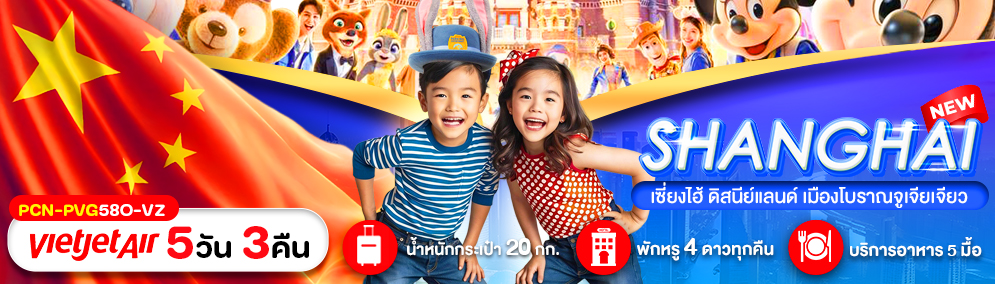 NEW
SHANGHAI
เซี่ยงไฮ้ ดิสนีย์แลนด์ เมืองโบราณจูเจียเจียว
PCN-PVG58O-VZ
vietjet AIR 5 วัน 3 คืน
น้ำหนักกระเป๋า 20 กก.
พักหรู 4 ดาวทุกคืน
บริการอาหาร 5 มื้อ